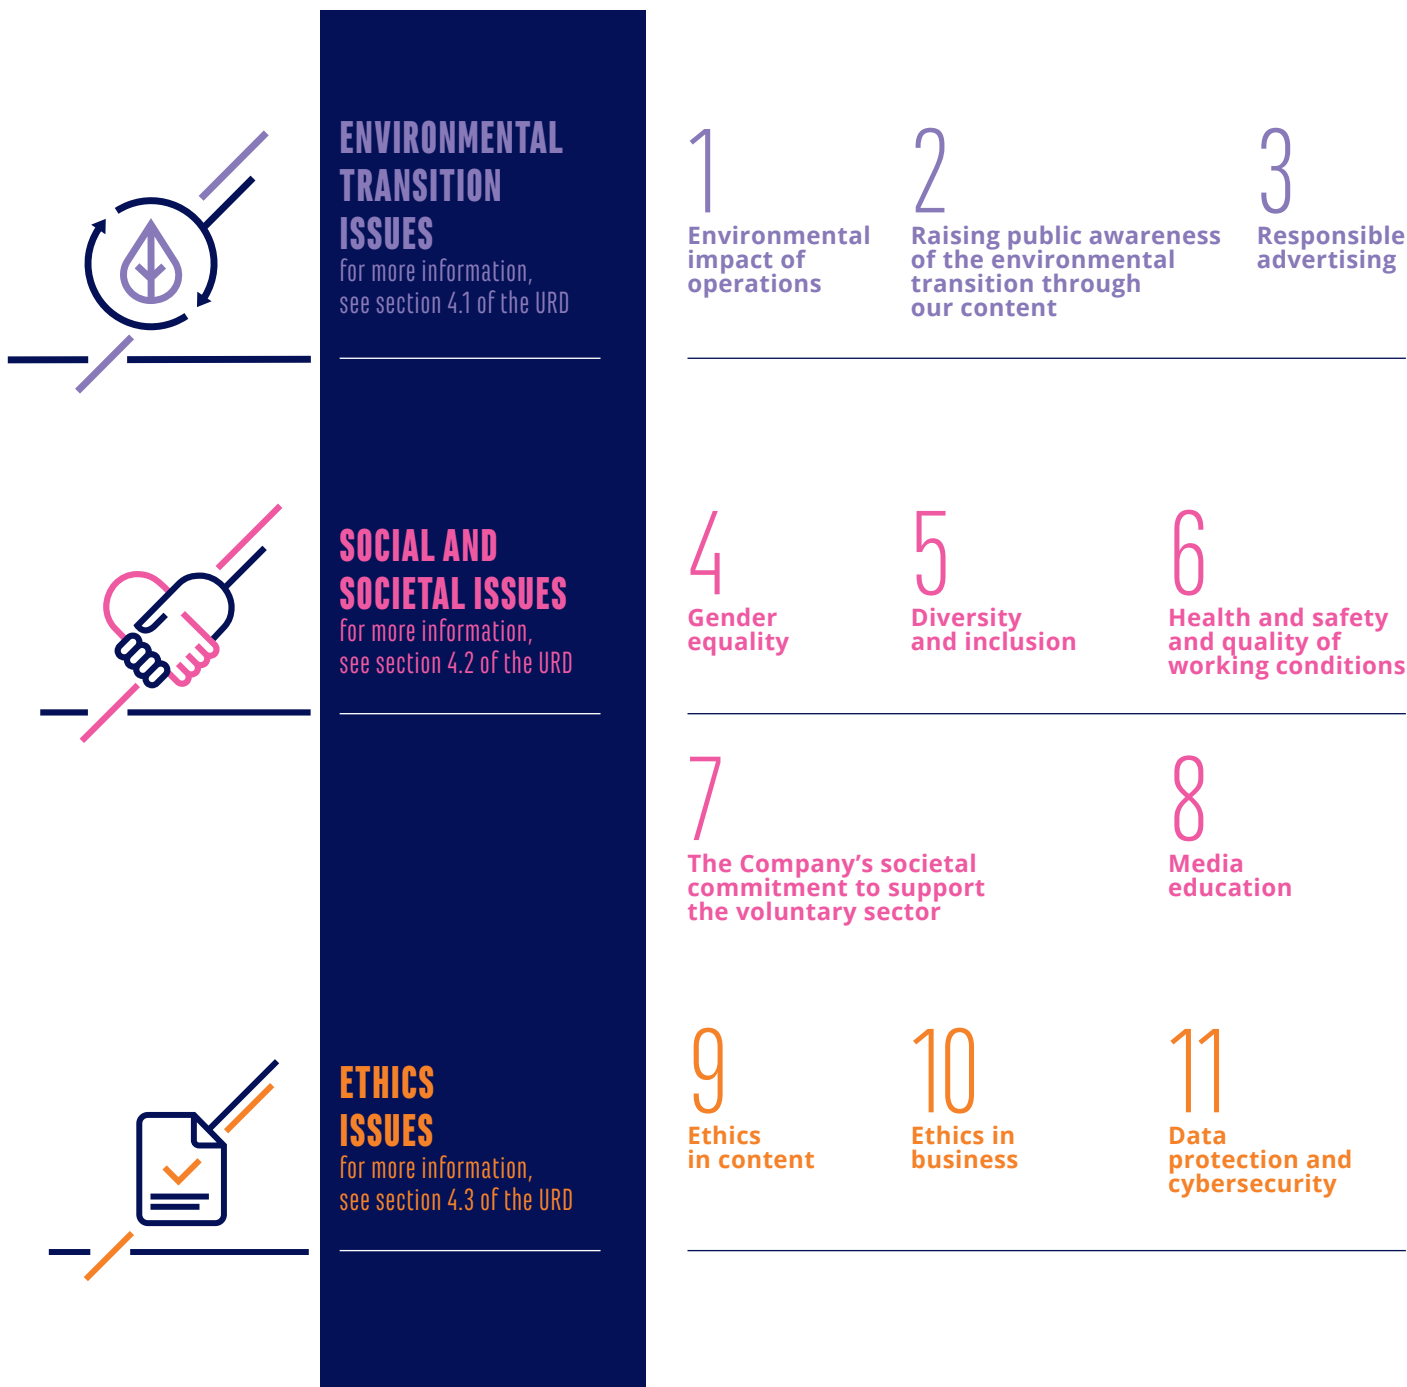 ENVIRONMENTAL
TRANSITION
ISSUES
for more information,
see section 4.1 of the URD
1
Environmental
impact of
operations
2
Raising public awareness
of the environmental
transition through
our content
3
Responsible
advertising
SOCIAL AND
SOCIETAL ISSUES
for more information,
see section 4.2 of the URD
4
Gender
equality
5
Diversity
and inclusion
6
Health and safety
and quality of
working conditions
7
The Company’s societal
commitment to support
the voluntary sector
8
Media
education
ETHICS
ISSUES
for more information,
see section 4.3 of the URD
9
Ethics
in content
10
Ethics in
business
11
Data
protection and
cybersecurity